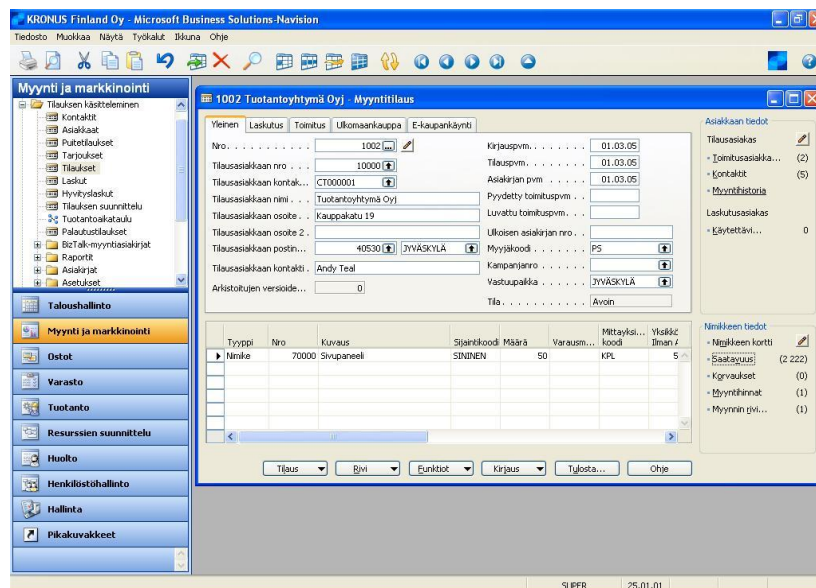 KRONUS Finland Oy - Microsoft Business Solutions-Navision
Tiedosto Muokkaa Näytä Työkalut Ikkuna Ohje
Myynti ja markkinointi
Tilauksen käsitteleminen
Kontaktit
Asiakkaat
Puitetilaukset
Tarjoukset
Tilaukset
Laskut
Hyvityslaskut
Tilauksen suunnittelu
Tuotantoaikataulu
Palautustilaukset
BizTalk-myyntiasiakirjat
Raportit
Asiakirjat
Asetukset
Taloushallinto
Myynti ja markkinointi
Ostot
Varasto
Tuotanto
Resurssien suunnittelu
Huolto
Henkilöstöhallinto
Hallinta
Pikakuvakkeet
1002 Tuotantoyhtymä Oyj - Myyntitilaus
Yleinen Laskutus Toimitus Ulkomaankauppa E-kaupankäynti
Nro. . . . . . . . . . . 1002
Tilausasiakkaan nro . . . 10000
Tilausasiakkaan kontak... CT000001
Tilausasiakkaan nimi . . Tuotantoyhtymä Oyj
Tilausasiakkaan osoite . Kauppakatu 19
Tilausasiakkaan osoite 2 .
Tilausasiakkaan postin... 40530 JYVÄSKYLÄ
Tilausasiakkaan kontakti . Andy Teal
Arkistoitujen versioide... 0
Kirjauspvm. . . . . . . 01.03.05
Tilauspvm. . . . . . . . 01.03.05
Asiakirjan pvm . . . . . 01.03.05
Pyydetty toimituspvm . .
Luvattu toimituspvm. . .
Ulkoisen asiakirjan nro . .
Myyjäkoodi . . . . . . . PS
Kampanjanro . . . . . .
Vastuupaikka . . . . . . JYVÄSKYLÄ
Tila. . . . . . . . . . . Avoin
Tyyppi Nro Kuvaus Sijaintikoodi Määrä Varausm... Mittayksi... koodi Yksikkö Ilman A
Nimike 70000 Sivupaneeli SININEN 50 KPL 5
Tilaus Rivi Funktiot Kirjaus Tulosta... Ohje
Asiakkaan tiedot
Tilausasiakas
Toimitusasiakka... (2)
Kontaktit (5)
Myyntihistoria
Laskutusasiakas
Käytettävi... 0
Nimikkeen tiedot
Nimikkeen kortti
Saatavuus (2 222)
Korvaukset (0)
Myyntihinnat (1)
Myynnin rivi... (1)
SUPER 25.01.01